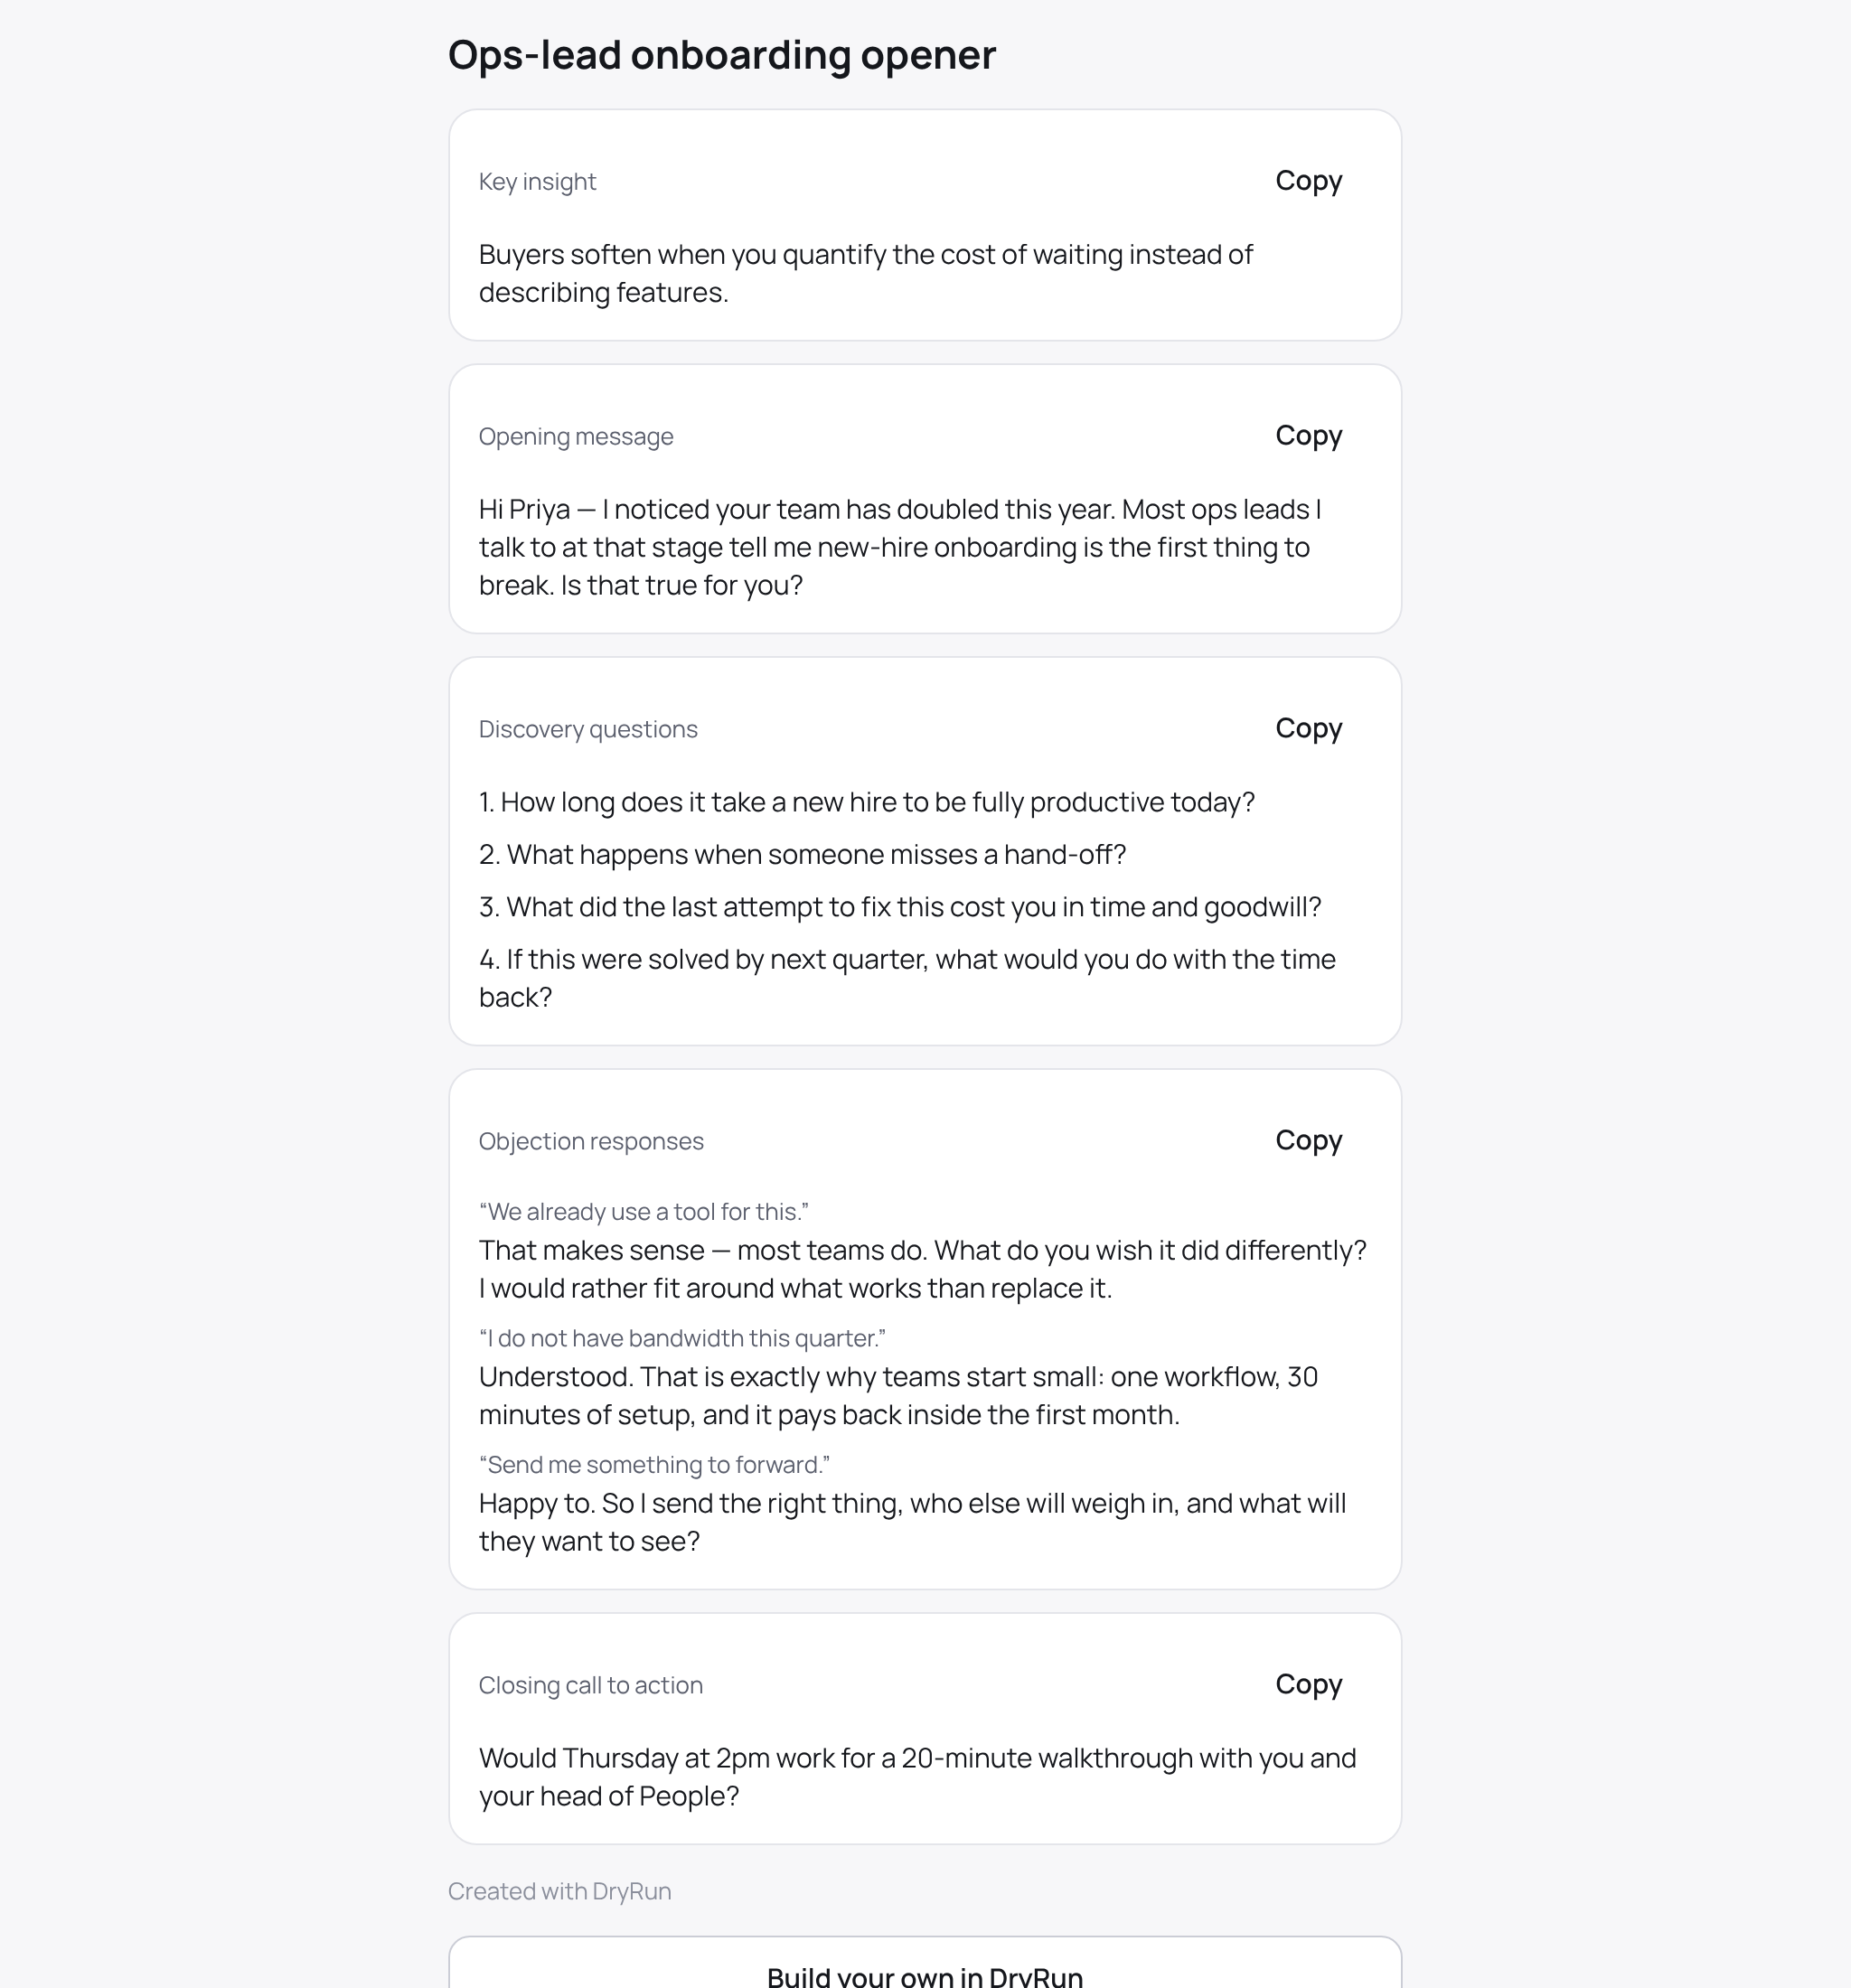 Ops-lead onboarding opener
Key insight
Copy
Buyers soften when you quantify the cost of waiting instead of
describing features.
Opening message
Copy
Hi Priya — I noticed your team has doubled this year. Most ops leads I
talk to at that stage tell me new-hire onboarding is the first thing to
break. Is that true for you?
Discovery questions
Copy
1. How long does it take a new hire to be fully productive today?
2. What happens when someone misses a hand-off?
3. What did the last attempt to fix this cost you in time and goodwill?
4. If this were solved by next quarter, what would you do with the time
back?
Objection responses
Copy
“We already use a tool for this.”
That makes sense — most teams do. What do you wish it did differently?
I would rather fit around what works than replace it.
“I do not have bandwidth this quarter.”
Understood. That is exactly why teams start small: one workflow, 30
minutes of setup, and it pays back inside the first month.
“Send me something to forward.”
Happy to. So I send the right thing, who else will weigh in, and what will
they want to see?
Closing call to action
Copy
Would Thursday at 2pm work for a 20-minute walkthrough with you and
your head of People?
Created with DryRun
Build your own in DryRun